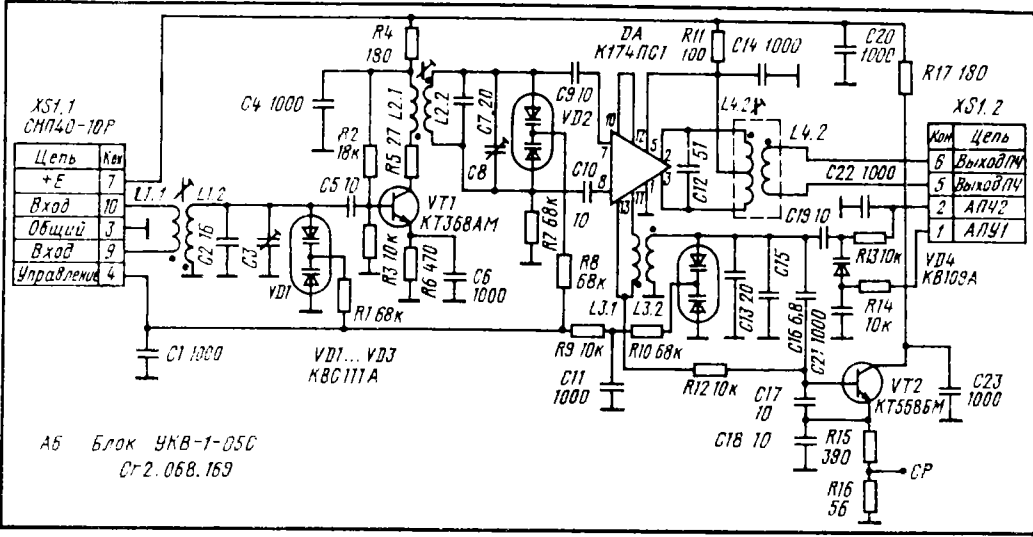 XS1.1
СНП40-10Р
Цепь Кон
+Е 7
Вход 10
Общий 3
Вход 9
Управление 4
L1.1
L1.2
C2 16
C3
VD1
R1 68к
C1 1000
C4 1000
R2
18к
C5 10
R3 10к
R4
180
L2.1
R5 27
VT1
КТ368АМ
R6 470
C6
1000
L2.2
C7 20
C8
VD2
C9 10
C10
10
R7 68к
R8
68к
R9 10к
C11
1000
DA
К174ПС1
10
12
5
7
8
2
3
13
11
1
R11
100
C14 1000
C12 57
L4.2
L4.2
L3.1
L3.2
R10 68к
R12 10к
C13 20
C15
C16 6,8
C21 1000
C19 10
C22 1000
C20
1000
R17 180
XS1.2
Кон Цепь
6 Выход ПЧ
5 Выход ПЧ
2 АПЧ2
1 АПУ1
R13 10к
VD4
КВ109А
R14
10к
C17
10
C18 10
VT2
КТ558БМ
C23
1000
R15
390
СР
R16
56
VD1...VD3
КВС111А
А6 Блок УКВ-1-05С
Сг2.068.169